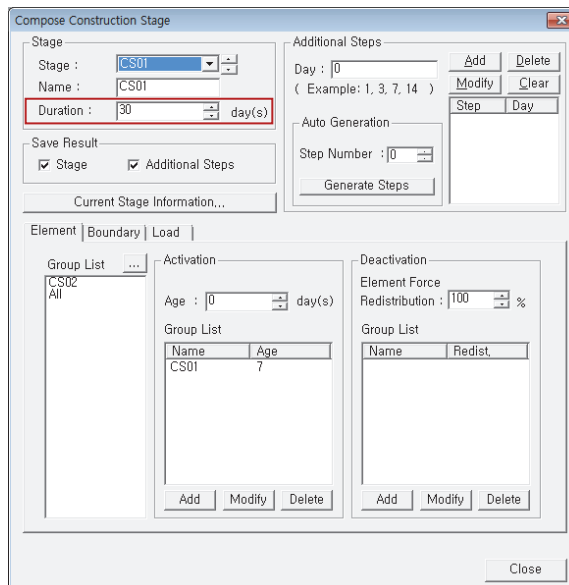 Compose Construction Stage
Stage
Stage : CS01
Name : CS01
Duration : 30 day(s)
Save Result
Stage Additional Steps
Current Stage Information...
Additional Steps
Day : 0
( Example: 1, 3, 7, 14 )
Auto Generation
Step Number : 0
Generate Steps
Add Delete
Modify Clear
Step Day
Element Boundary Load
Group List ...
CS02
All
Activation
Age : 0 day(s)
Group List
Name Age
CS01 7
Add Modify Delete
Deactivation
Element Force
Redistribution : 100 %
Group List
Name Redist.
Add Modify Delete
Close